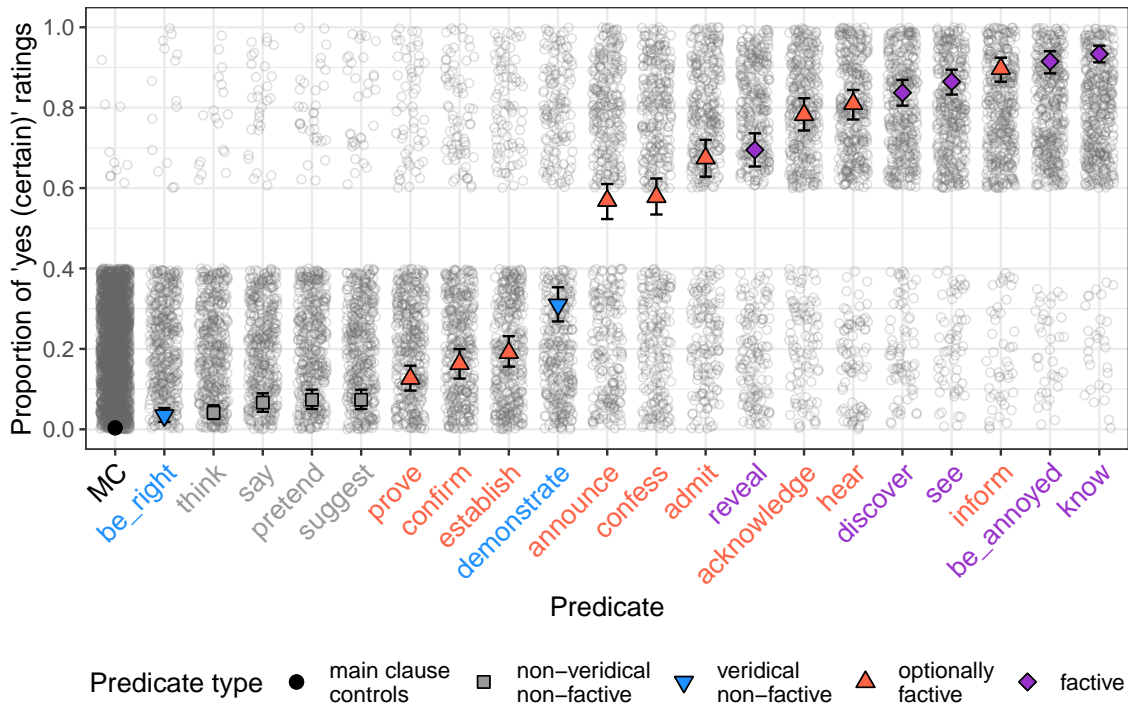 Proportion of 'yes (certain)' ratings
1.0
0.8
0.6
0.4
0.2
0.0
MC
be_right
think
say
pretend
suggest
prove
confirm
establish
demonstrate
announce
confess
admit
reveal
acknowledge
hear
discover
see
inform
be_annoyed
know
Predicate
Predicate type
main clause
controls
non−veridical
non−factive
veridical
non−factive
optionally
factive
factive